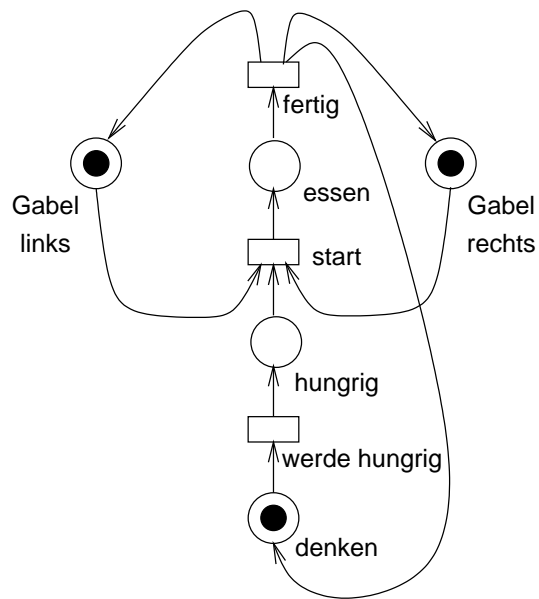 fertig
essen
Gabel
links
Gabel
rechts
start
hungrig
werde hungrig
denken